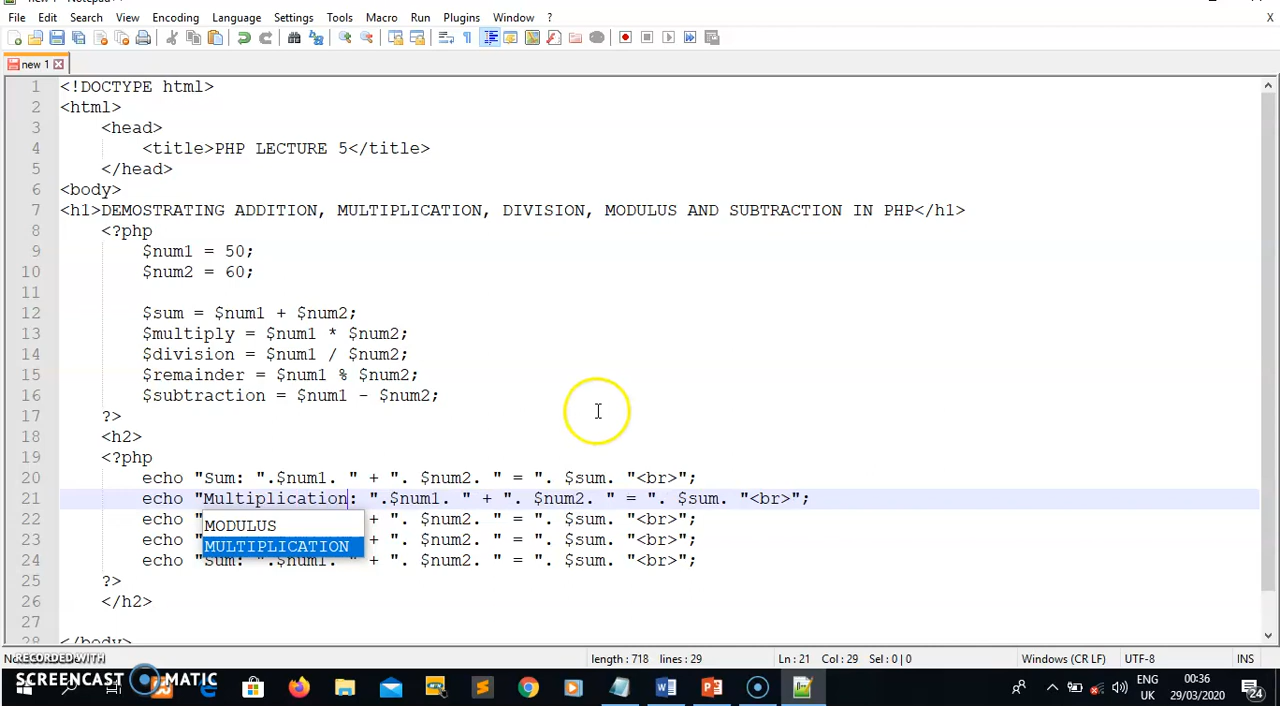 File Edit Search View Encoding Language Settings Tools Macro Run Plugins Window ? X
new 1
1 <!DOCTYPE html>
2 <html>
3 <head>
4 <title>PHP LECTURE 5</title>
5 </head>
6 <body>
7 <h1>DEMOSTRATING ADDITION, MULTIPLICATION, DIVISION, MODULUS AND SUBTRACTION IN PHP</h1>
8 <?php
9 $num1 = 50;
10 $num2 = 60;
11
12 $sum = $num1 + $num2;
13 $multiply = $num1 * $num2;
14 $division = $num1 / $num2;
15 $remainder = $num1 % $num2;
16 $subtraction = $num1 - $num2;
17 ?>
18 <h2>
19 <?php
20 echo "Sum: ".$num1. " + ". $num2. " = ". $sum. "<br>";
21 echo "Multiplication: ".$num1. " + ". $num2. " = ". $sum. "<br>";
22 echo " + ". $num2. " = ". $sum. "<br>";
MODULUS
23 echo " + ". $num2. " = ". $sum. "<br>";
MULTIPLICATION
24 echo "Sum: ".$num1. " + ". $num2. " = ". $sum. "<br>";
25 ?>
26 </h2>
27
28 </body>
length : 718 lines : 29 Ln : 21 Col : 29 Sel : 0 | 0 Windows (CR LF) UTF-8 INS
RECORDED WITH
SCREENCAST MATIC
ENG 00:36
UK 29/03/2020 24